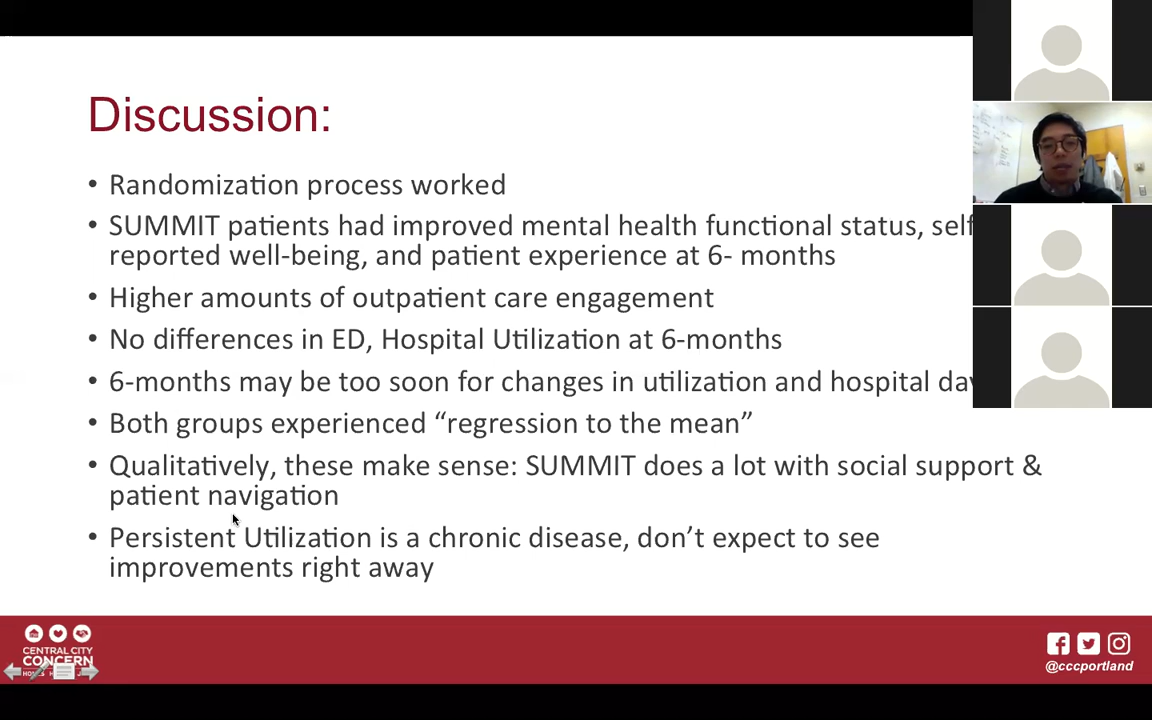 Discussion:
• Randomization process worked
• SUMMIT patients had improved mental health functional status, self
reported well-being, and patient experience at 6- months
• Higher amounts of outpatient care engagement
• No differences in ED, Hospital Utilization at 6-months
• 6-months may be too soon for changes in utilization and hospital
• Both groups experienced “regression to the mean”
• Qualitatively, these make sense: SUMMIT does a lot with social support &
patient navigation
• Persistent Utilization is a chronic disease, don’t expect to see
improvements right away
CENTRAL CITY
CONCERN
@cccportland